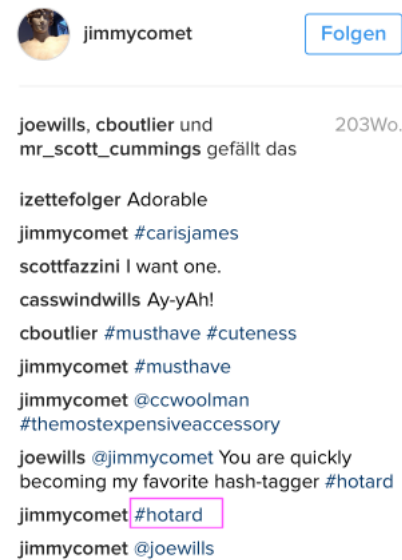 jimmycomet
Folgen
joewills, cboutlier und
203Wo.
mr_scott_cummings gefällt das
izettefolger Adorable
jimmycomet #carisjames
scottfazzini I want one.
casswindwills Ay-yAh!
cboutlier #musthave #cuteness
jimmycomet #musthave
jimmycomet @ccwoolman
#themostexpensiveaccessory
joewills @jimmycomet You are quickly
becoming my favorite hash-tagger #hotard
jimmycomet #hotard
jimmycomet @joewills